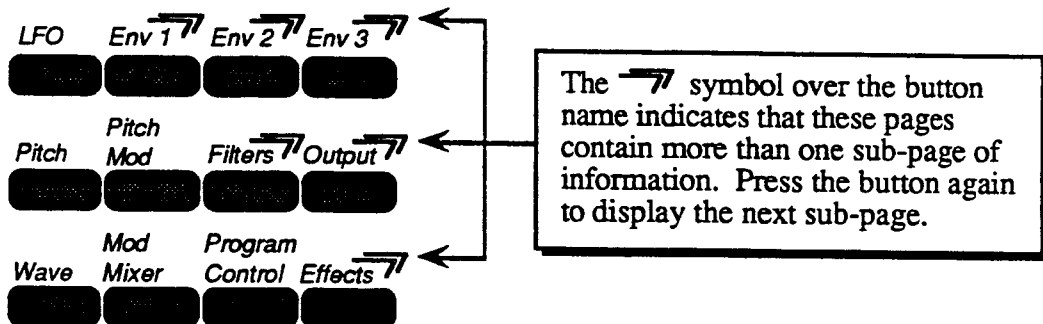 LFO Env 1 Env 2 Env 3
Pitch Pitch Mod Filters Output
Wave Mod Mixer Program Control Effects
The symbol over the button
name indicates that these pages
contain more than one sub-page of
information. Press the button again
to display the next sub-page.